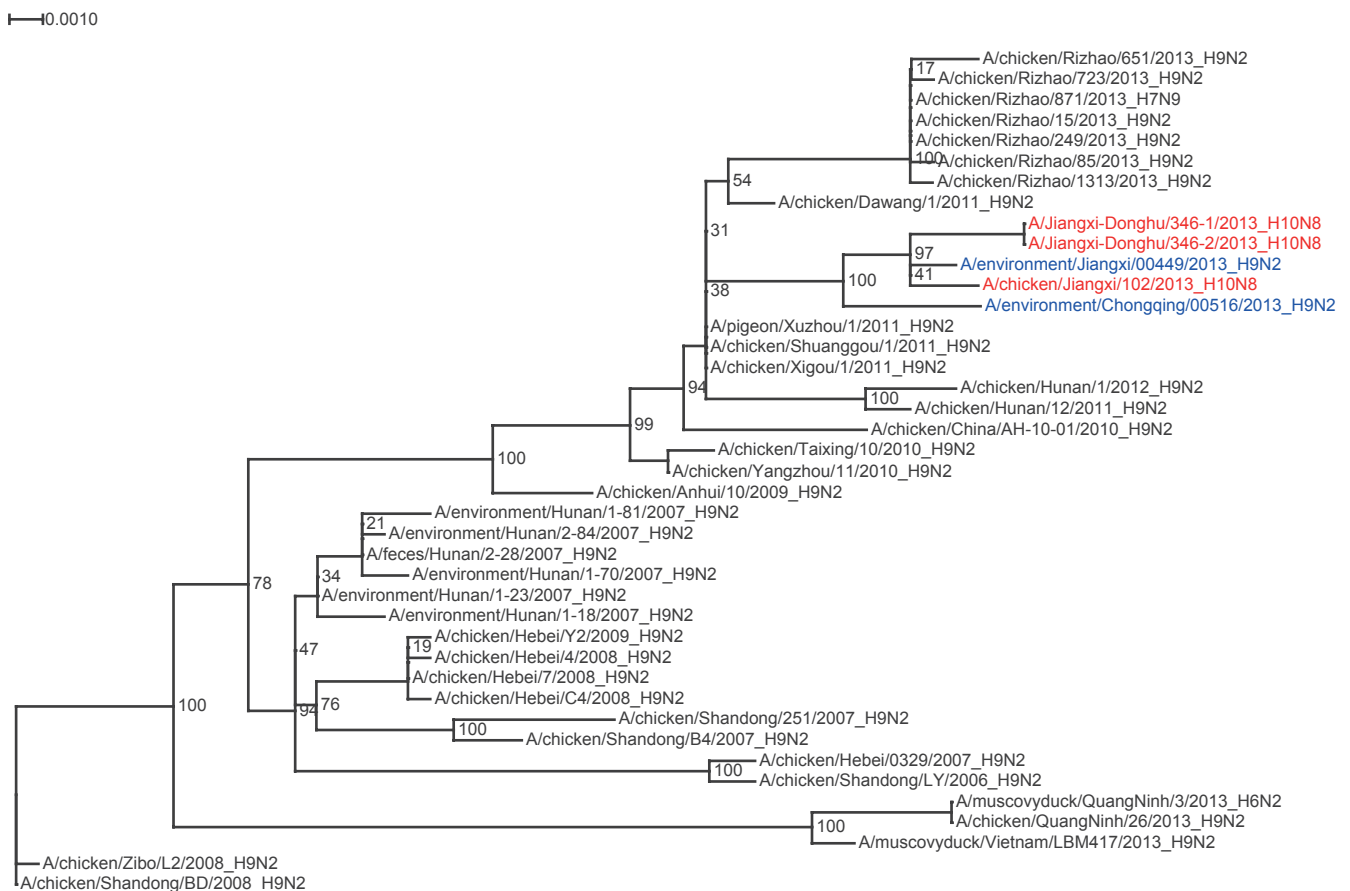 0.0010
A/chicken/Rizhao/651/2013_H9N2
17
A/chicken/Rizhao/723/2013_H9N2
A/chicken/Rizhao/871/2013_H7N9
A/chicken/Rizhao/15/2013_H9N2
A/chicken/Rizhao/249/2013_H9N2
100
A/chicken/Rizhao/85/2013_H9N2
A/chicken/Rizhao/1313/2013_H9N2
54
A/chicken/Dawang/1/2011_H9N2
A/Jiangxi-Donghu/346-1/2013_H10N8
31
A/Jiangxi-Donghu/346-2/2013_H10N8
97
A/environment/Jiangxi/00449/2013_H9N2
41
100
A/chicken/Jiangxi/102/2013_H10N8
38
A/environment/Chongqing/00516/2013_H9N2
A/pigeon/Xuzhou/1/2011_H9N2
A/chicken/Shuanggou/1/2011_H9N2
A/chicken/Xigou/1/2011_H9N2
94
A/chicken/Hunan/1/2012_H9N2
100
A/chicken/Hunan/12/2011_H9N2
99
A/chicken/China/AH-10-01/2010_H9N2
A/chicken/Taixing/10/2010_H9N2
100
A/chicken/Yangzhou/11/2010_H9N2
A/chicken/Anhui/10/2009_H9N2
A/environment/Hunan/1-81/2007_H9N2
21
A/environment/Hunan/2-84/2007_H9N2
A/feces/Hunan/2-28/2007_H9N2
34
A/environment/Hunan/1-70/2007_H9N2
78
A/environment/Hunan/1-23/2007_H9N2
A/environment/Hunan/1-18/2007_H9N2
A/chicken/Hebei/Y2/2009_H9N2
47
19
A/chicken/Hebei/4/2008_H9N2
A/chicken/Hebei/7/2008_H9N2
A/chicken/Hebei/C4/2008_H9N2
100
94
76
A/chicken/Shandong/251/2007_H9N2
100
A/chicken/Shandong/B4/2007_H9N2
A/chicken/Hebei/0329/2007_H9N2
100
A/chicken/Shandong/LY/2006_H9N2
A/muscovyduck/QuangNinh/3/2013_H6N2
A/chicken/QuangNinh/26/2013_H9N2
100
A/muscovyduck/Vietnam/LBM417/2013_H9N2
A/chicken/Zibo/L2/2008_H9N2
A/chicken/Shandong/BD/2008_H9N2